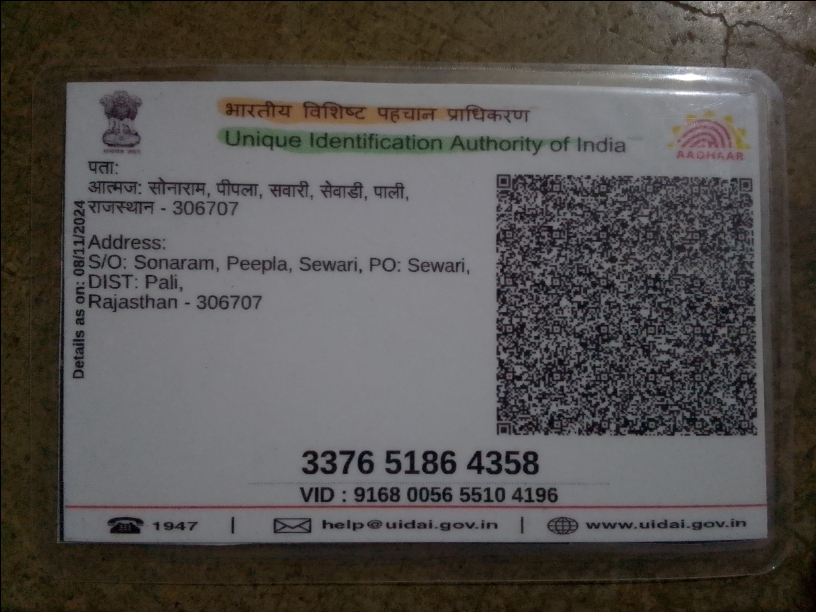 भारतीय विशिष्ट पहचान प्राधिकरण
Unique Identification Authority of India
AADHAAR
पता:
आत्मज: सोनाराम, पीपला, सवारी, सेवाडी, पाली,
राजस्थान - 306707
Address:
S/O: Sonaram, Peepla, Sewari, PO: Sewari,
DIST: Pali,
Rajasthan - 306707
Details as on: 08/11/2024
3376 5186 4358
VID : 9168 0056 5510 4196
1947 | help@uidai.gov.in | www.uidai.gov.in